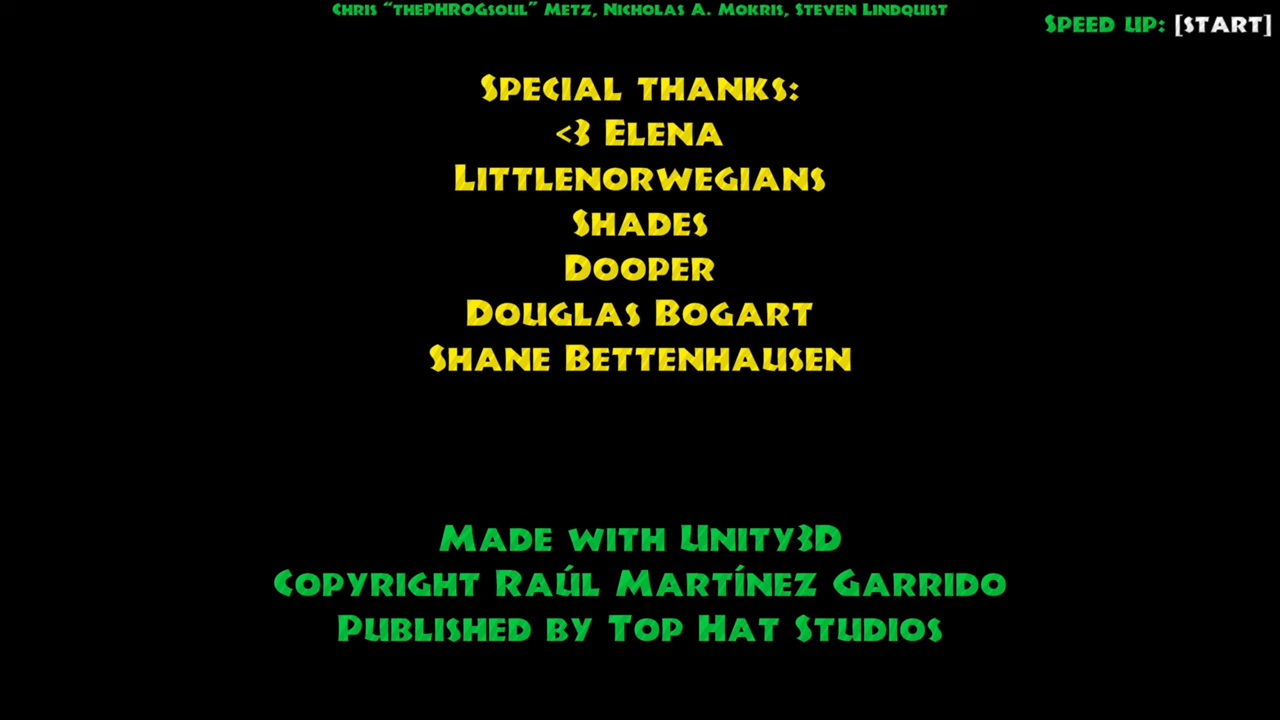 Chris “thePHROGsoul” Metz, Nicholas A. Mokris, Steven Lindquist
Speed up: [START]
Special thanks:
<3 Elena
Littlenorwegians
Shades
Dooper
Douglas Bogart
Shane Bettenhausen
Made with Unity3D
Copyright Raúl Martínez Garrido
Published by Top Hat Studios